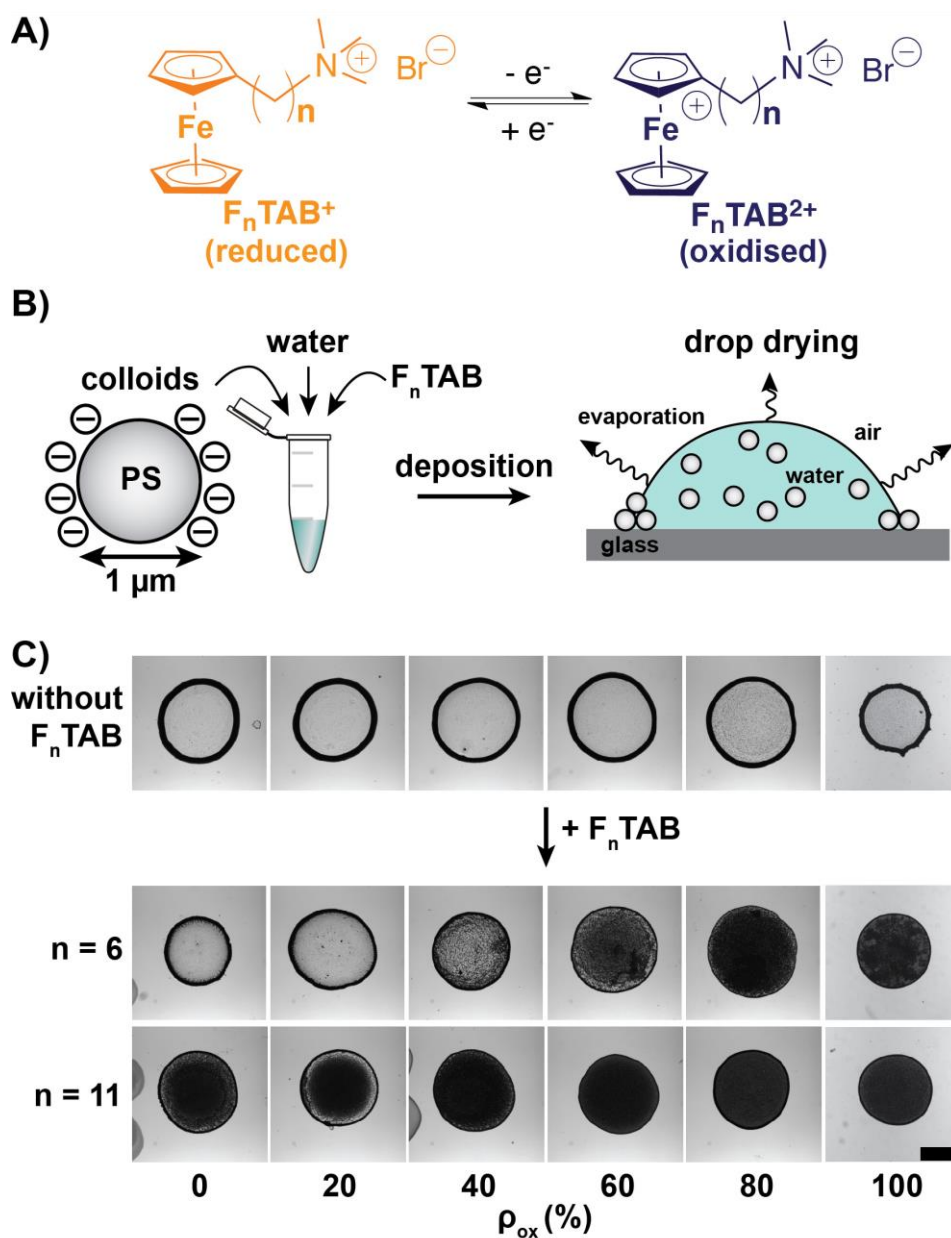 A)
N ⊕ Br ⊖
- e⁻
+ e⁻
N ⊕ Br ⊖
n
⊕ n
Fe
Fe
FₙTAB⁺
(reduced)
FₙTAB²⁺
(oxidised)
B)
water
colloids
FₙTAB
PS
1 µm
deposition
drop drying
evaporation
air
water
glass
C)
without
FₙTAB
+ FₙTAB
n = 6
n = 11
0 20 40 60 80 100
ρₒₓ (%)